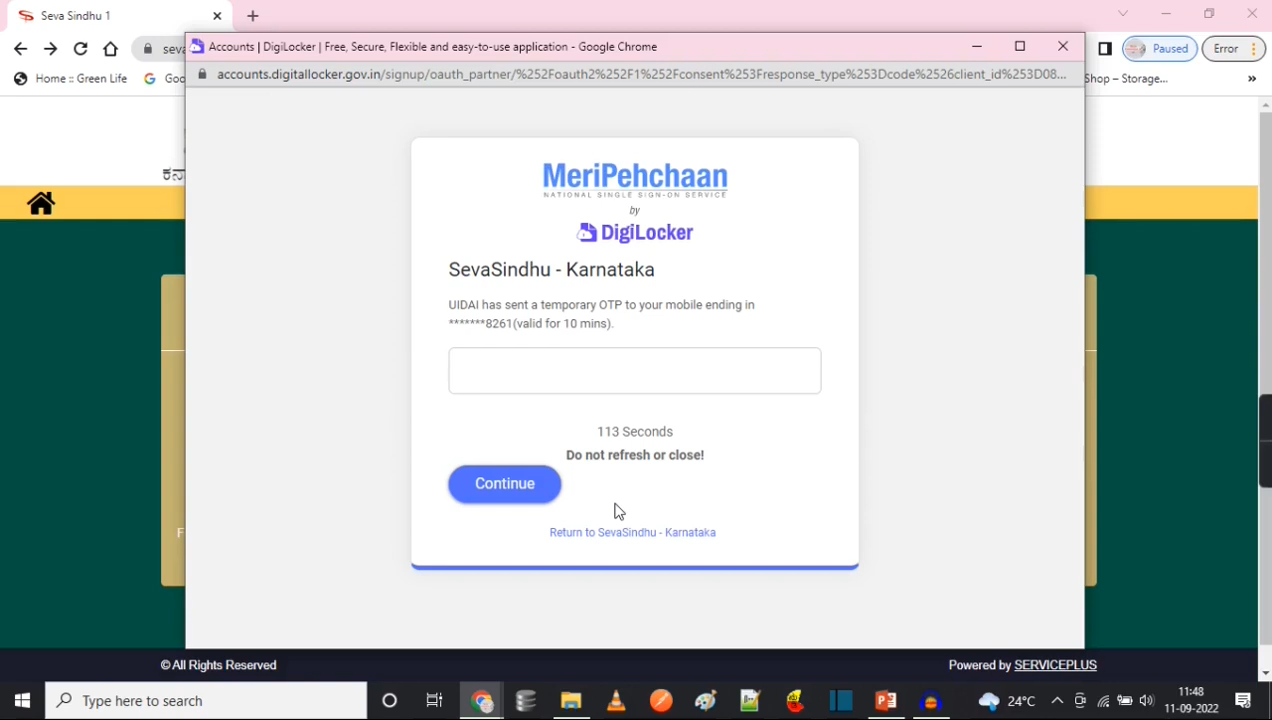 Seva Sindhu 1
Paused
Error
Accounts | DigiLocker | Free, Secure, Flexible and easy-to-use application - Google Chrome
accounts.digitallocker.gov.in/signup/oauth_partner/%252Foauth2%252F1%252Fconsent%253Fresponse_type%253Dcode%2526client_id%253D08...
Home :: Green Life
Shop – Storage...
»
MeriPehchaan
NATIONAL SINGLE SIGN-ON SERVICE
by
DigiLocker
SevaSindhu - Karnataka
UIDAI has sent a temporary OTP to your mobile ending in
*******8261(valid for 10 mins).
113 Seconds
Do not refresh or close!
Continue
Return to SevaSindhu - Karnataka
© All Rights Reserved
Powered by SERVICEPLUS
Type here to search
24°C
11:48
11-09-2022